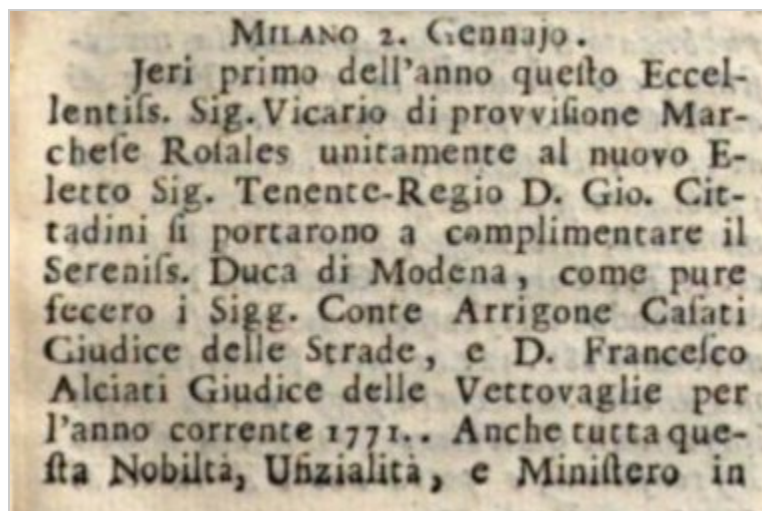 MILANO 2. Gennajo.
Jeri primo dell'anno queſto Eccel-
lentiſs. Sig. Vicario di provviſione Mar-
cheſe Roſales unitamente al nuovo E-
letto Sig. Tenente-Regio D. Gio. Cit-
tadini ſi portarono a complimentare il
Sereniſs. Duca di Modena, come pure
fecero i Sigg. Conte Arrigone Caſati
Giudice delle Strade, e D. Franceſco
Alciati Giudice delle Vettovaglie per
l'anno corrente 1771.. Anche tutta que-
ſta Nobiltà, Ufizialità, e Miniſtero in